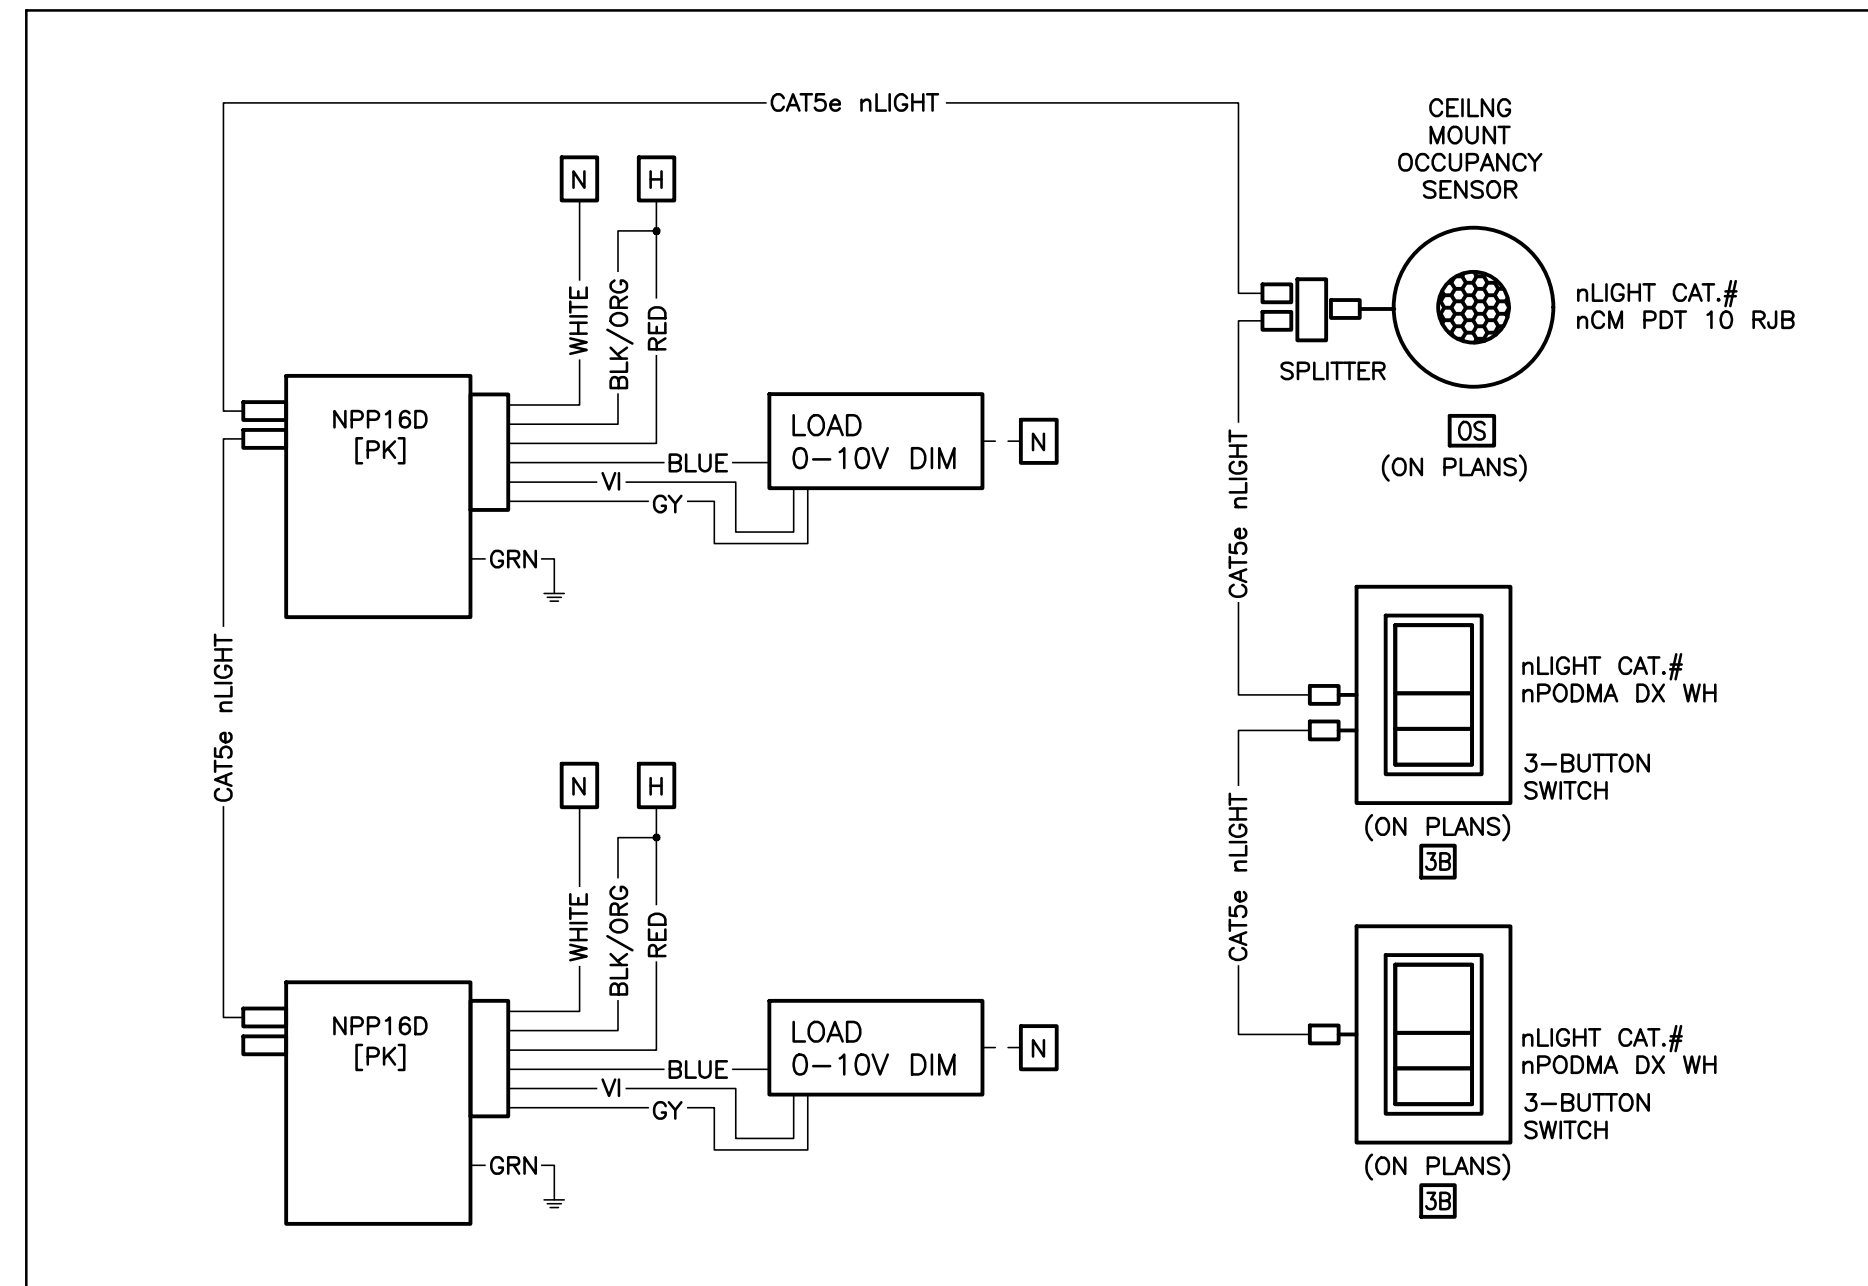 CAT5e nLIGHT
CEILNG
MOUNT
OCCUPANCY
SENSOR
N
H
WHITE
BLK/ORG
RED
nLIGHT CAT.#
nCM PDT 10 RJB
SPLITTER
OS
(ON PLANS)
NPP16D
[PK]
LOAD
0-10V DIM
N
BLUE
VI
GY
GRN
CAT5e nLIGHT
CAT5e nLIGHT
nLIGHT CAT.#
nPODMA DX WH
3-BUTTON
SWITCH
(ON PLANS)
3B
N
H
WHITE
BLK/ORG
RED
CAT5e nLIGHT
NPP16D
[PK]
LOAD
0-10V DIM
N
BLUE
VI
GY
GRN
nLIGHT CAT.#
nPODMA DX WH
3-BUTTON
SWITCH
(ON PLANS)
3B